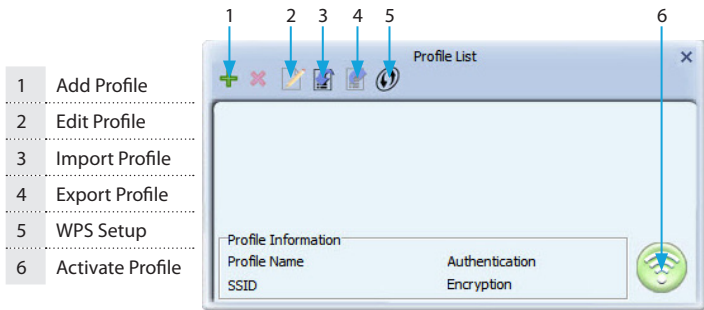 1 2 3 4 5 6
Profile List
1 Add Profile
2 Edit Profile
3 Import Profile
4 Export Profile
5 WPS Setup
6 Activate Profile
Profile Information
Profile Name Authentication
SSID Encryption